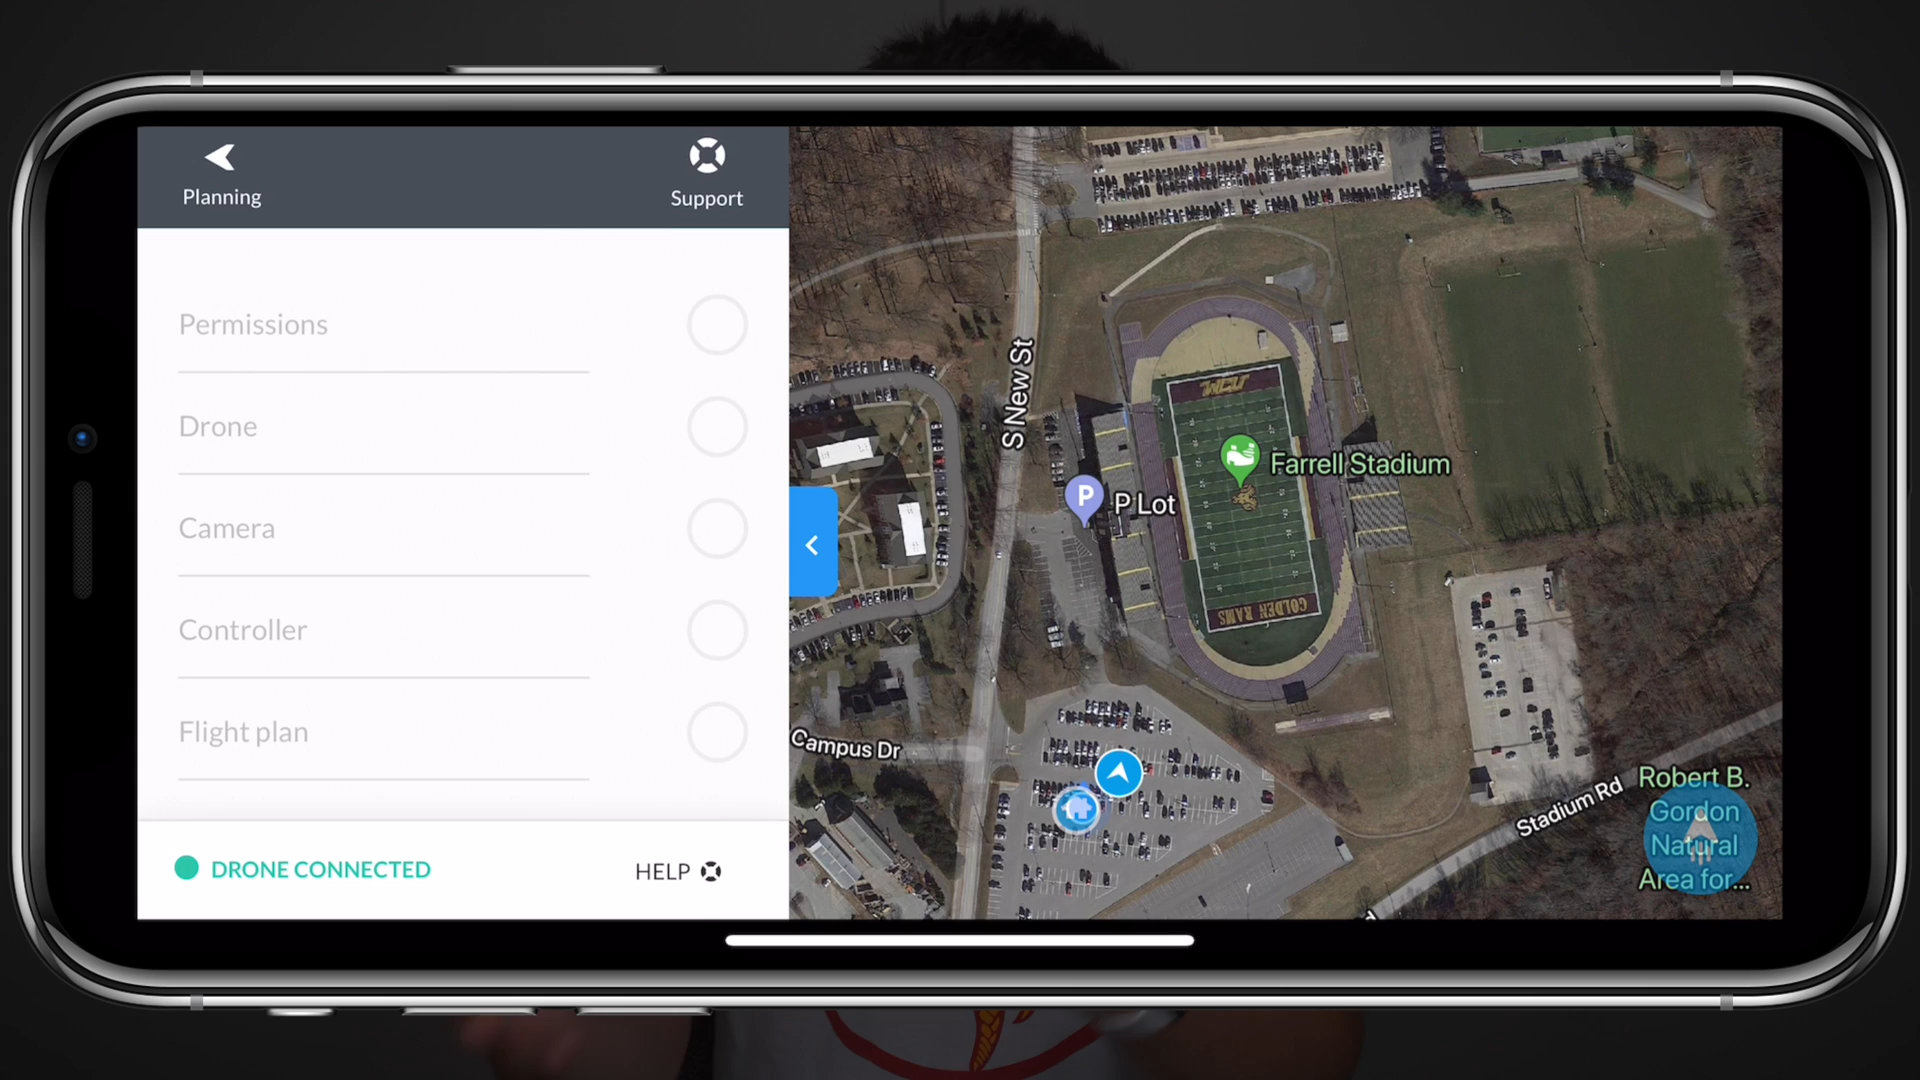 Planning
Support
Permissions
Drone
Camera
Controller
Flight plan
DRONE CONNECTED
HELP
S New St
WCU
Farrell Stadium
P
P Lot
GOLDEN RAMS
Campus Dr
Stadium Rd
Robert B.
Gordon
Natural
Area for...